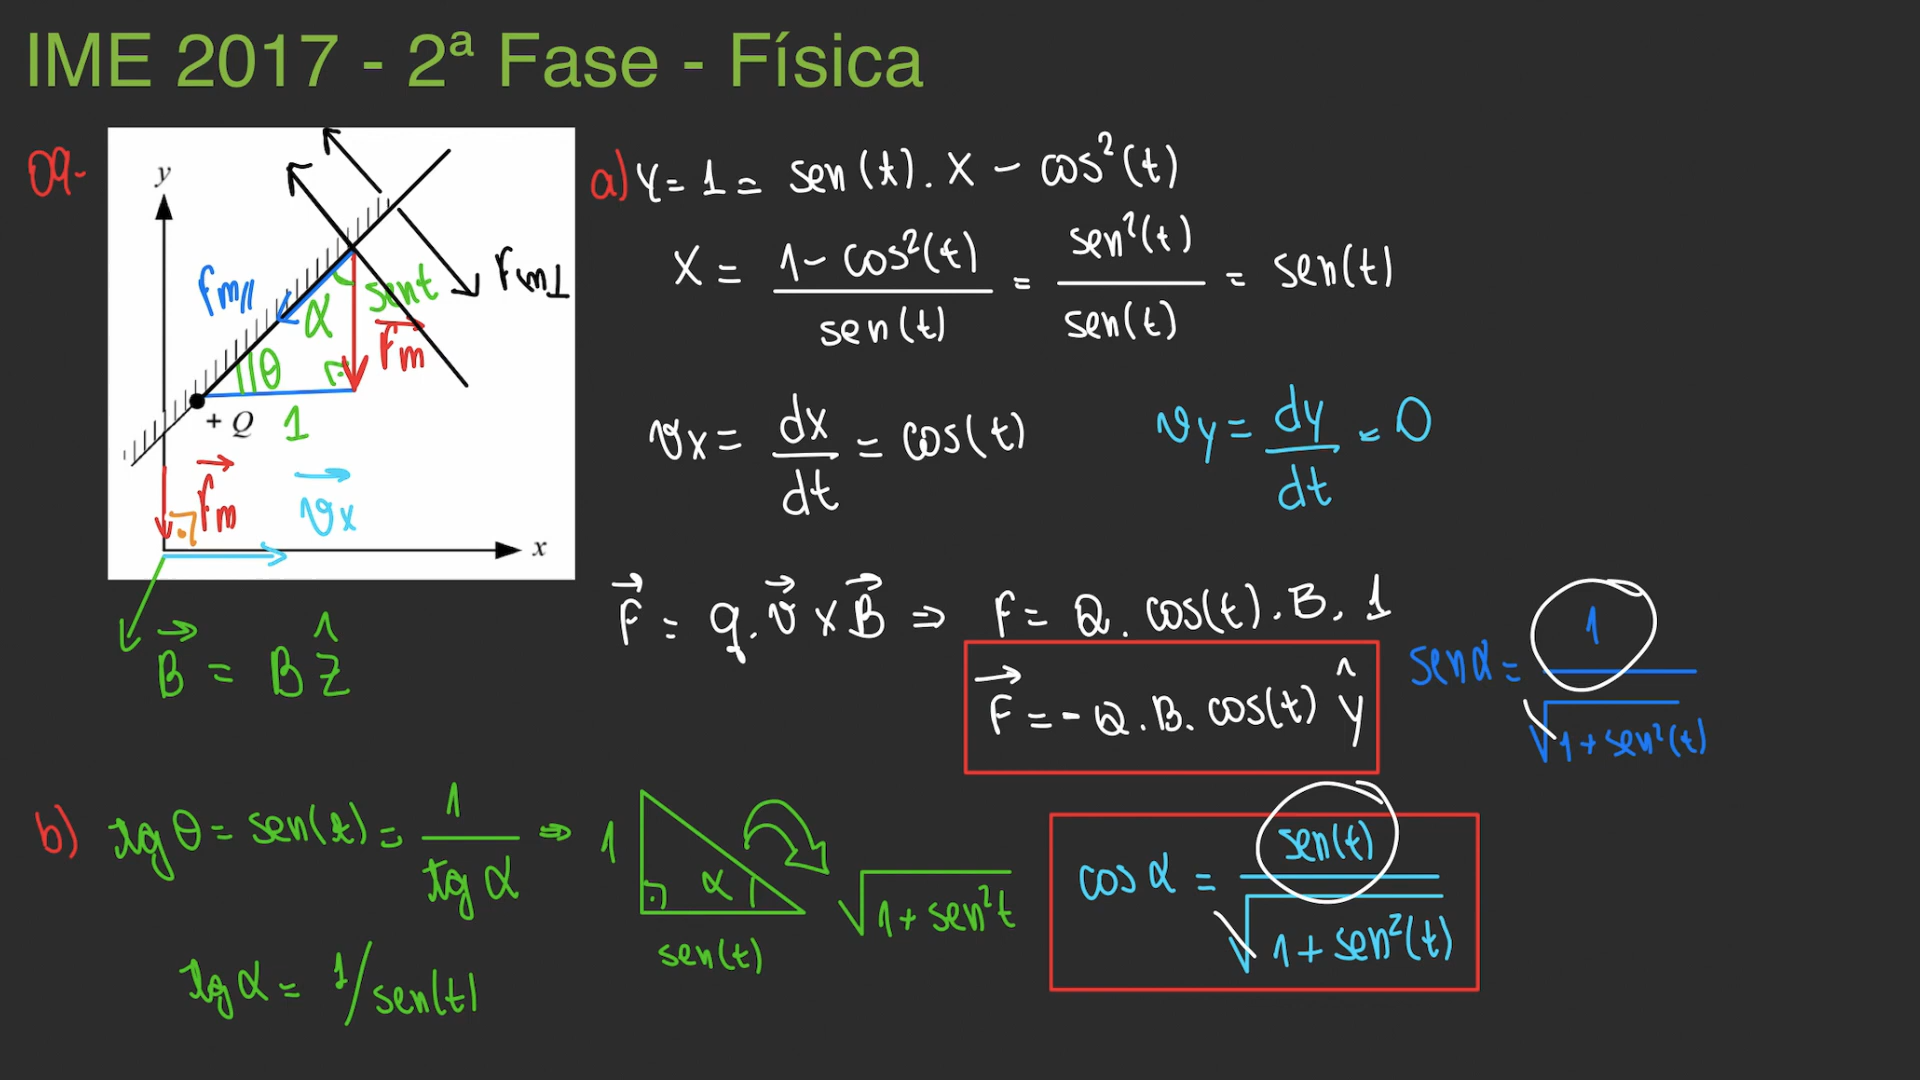 IME 2017 - 2ª Fase - Física
09-
y
fm//
α
sent
Fm⊥
Fm
θ
+ Q
1
Fm
vx
x
B = B ẑ
a) Y = 1 = sen(t). X - cos²(t)
X = 1 - cos²(t) / sen(t) = sen²(t) / sen(t) = sen(t)
vx = dx/dt = cos(t)
vy = dy/dt = 0
F = q. v x B ⇒ F = Q. cos(t). B. 1
F = - Q. B. cos(t) ŷ
sen α = 1 / √1 + sen²(t)
b) tg θ = sen(t) = 1 / tg α ⇒
1
α
sen(t)
√1 + sen²t
cos α = sen(t) / √1 + sen²(t)
tg α = 1/sen(t)